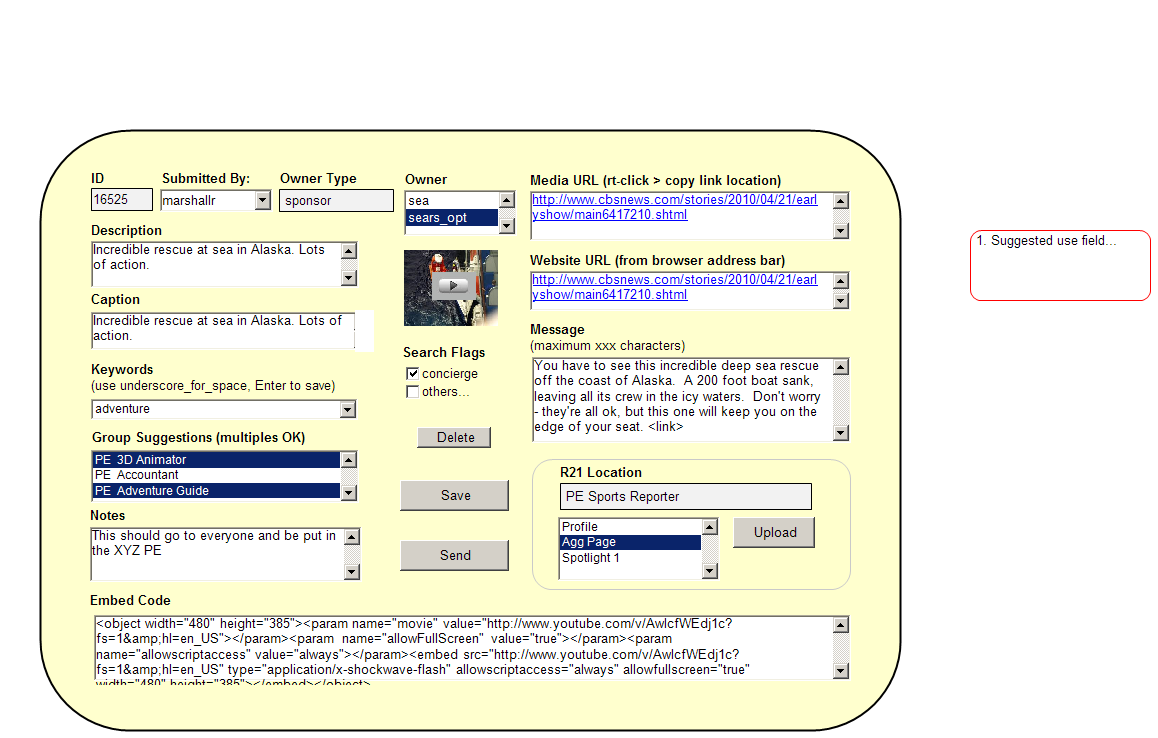 ID
16525
Submitted By:
marshallr
Owner Type
sponsor
Owner
sea
sears_opt
Description
Incredible rescue at sea in Alaska. Lots
of action.
Caption
Incredible rescue at sea in Alaska. Lots of
action.
Keywords
(use underscore_for_space, Enter to save)
adventure
Group Suggestions (multiples OK)
PE 3D Animator
PE Accountant
PE Adventure Guide
Notes
This should go to everyone and be put in
the XYZ PE
Search Flags
concierge
others...
Delete
Save
Send
Media URL (rt-click > copy link location)
http://www.cbsnews.com/stories/2010/04/21/earl
yshow/main6417210.shtml
Website URL (from browser address bar)
http://www.cbsnews.com/stories/2010/04/21/earl
yshow/main6417210.shtml
Message
(maximum xxx characters)
You have to see this incredible deep sea rescue
off the coast of Alaska. A 200 foot boat sank,
leaving all its crew in the icy waters. Don't worry
- they're all ok, but this one will keep you on the
edge of your seat. <link>
R21 Location
PE Sports Reporter
Profile
Agg Page
Spotlight 1
Upload
Embed Code
<object width="480" height="385"><param name="movie" value="http://www.youtube.com/v/AwlcfWEdj1c?
fs=1&amp;hl=en_US"></param><param name="allowFullScreen" value="true"></param><param
name="allowscriptaccess" value="always"></param><embed src="http://www.youtube.com/v/AwlcfWEdj1c?
fs=1&amp;hl=en_US" type="application/x-shockwave-flash" allowscriptaccess="always" allowfullscreen="true"
width="480" height="385"></embed></object>
1. Suggested use field...